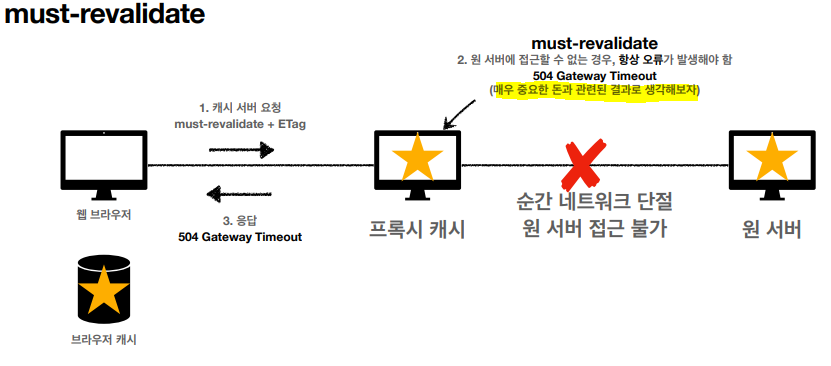 must-revalidate
must-revalidate
2. 원 서버에 접근할 수 없는 경우, 항상 오류가 발생해야 함
504 Gateway Timeout
(매우 중요한 돈과 관련된 결과로 생각해보자)
1. 캐시 서버 요청
must-revalidate + ETag
웹 브라우저
3. 응답
504 Gateway Timeout
프록시 캐시
순간 네트워크 단절
원 서버 접근 불가
원 서버
브라우저 캐시